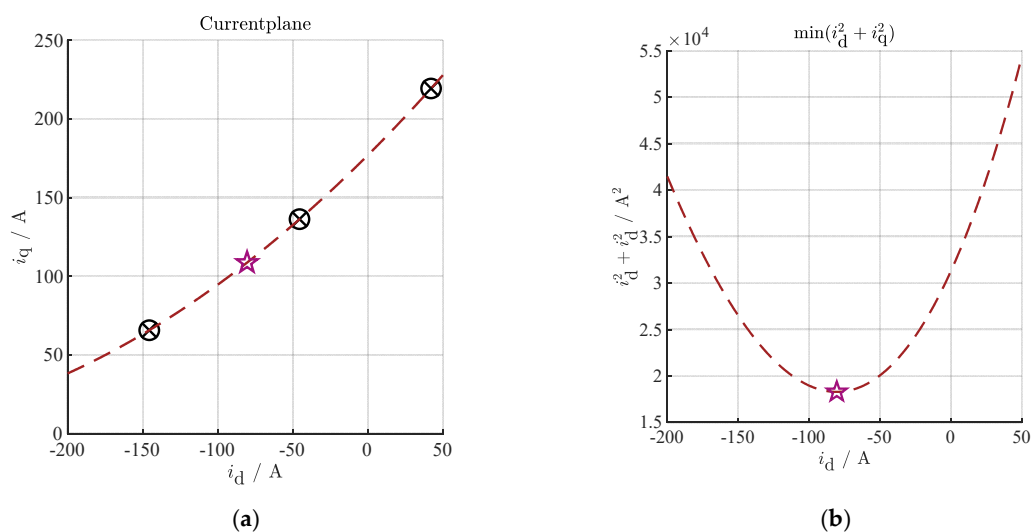 Currentplane
250
200
150
100
50
0
-200 -150 -100 -50 0 50
i_q / A
i_d / A
(a)
min(i_d^2 + i_q^2)
×10^4
5.5
5
4.5
4
3.5
3
2.5
2
1.5
-200 -150 -100 -50 0 50
i_d^2 + i_d^2 / A^2
i_d / A
(b)